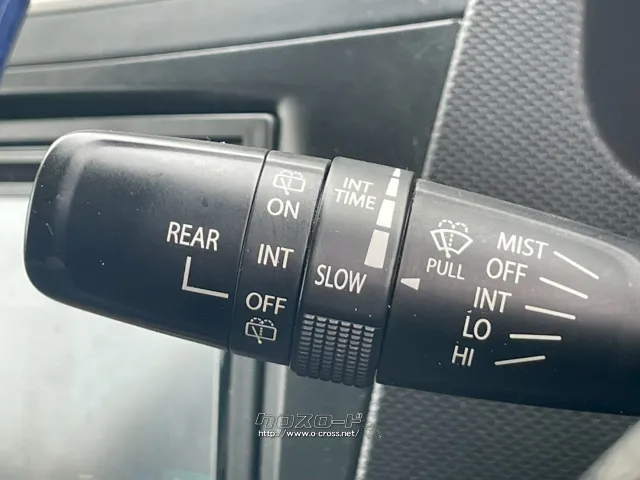 REAR
ON
INT
OFF
INT
TIME
SLOW
PULL
MIST
OFF
INT
LO
HI
クロスロード
http://www.o-cross.net/